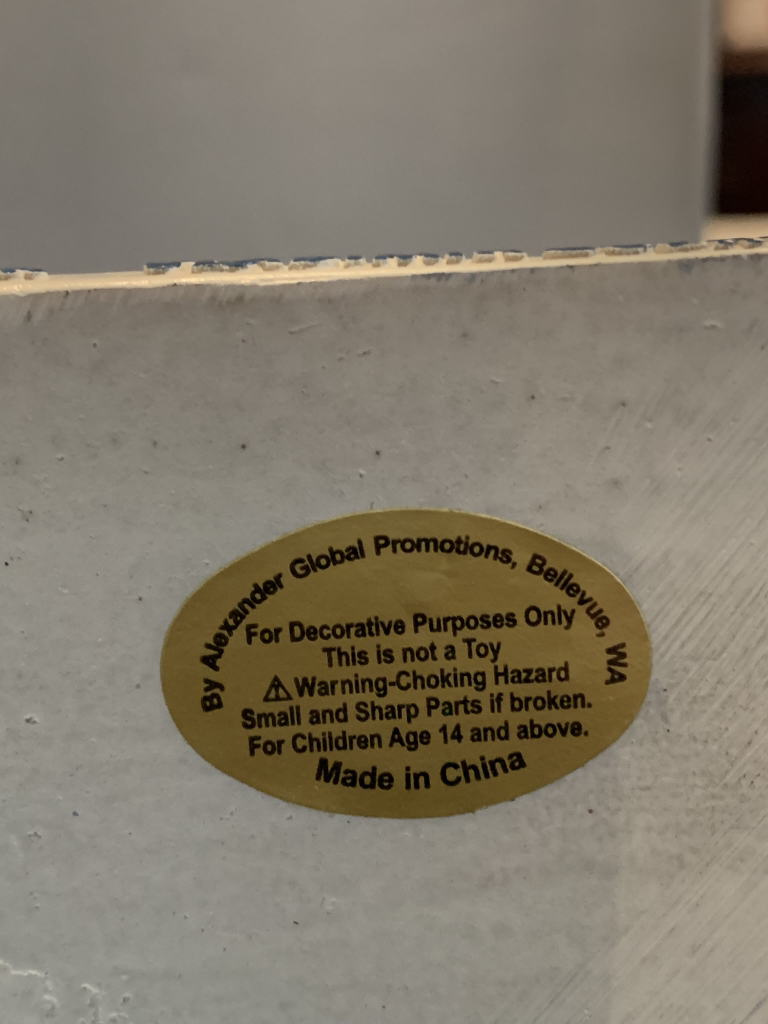 By Alexander Global Promotions, Bellevue, WA
For Decorative Purposes Only
This is not a Toy
⚠Warning-Choking Hazard
Small and Sharp Parts if broken.
For Children Age 14 and above.
Made in China